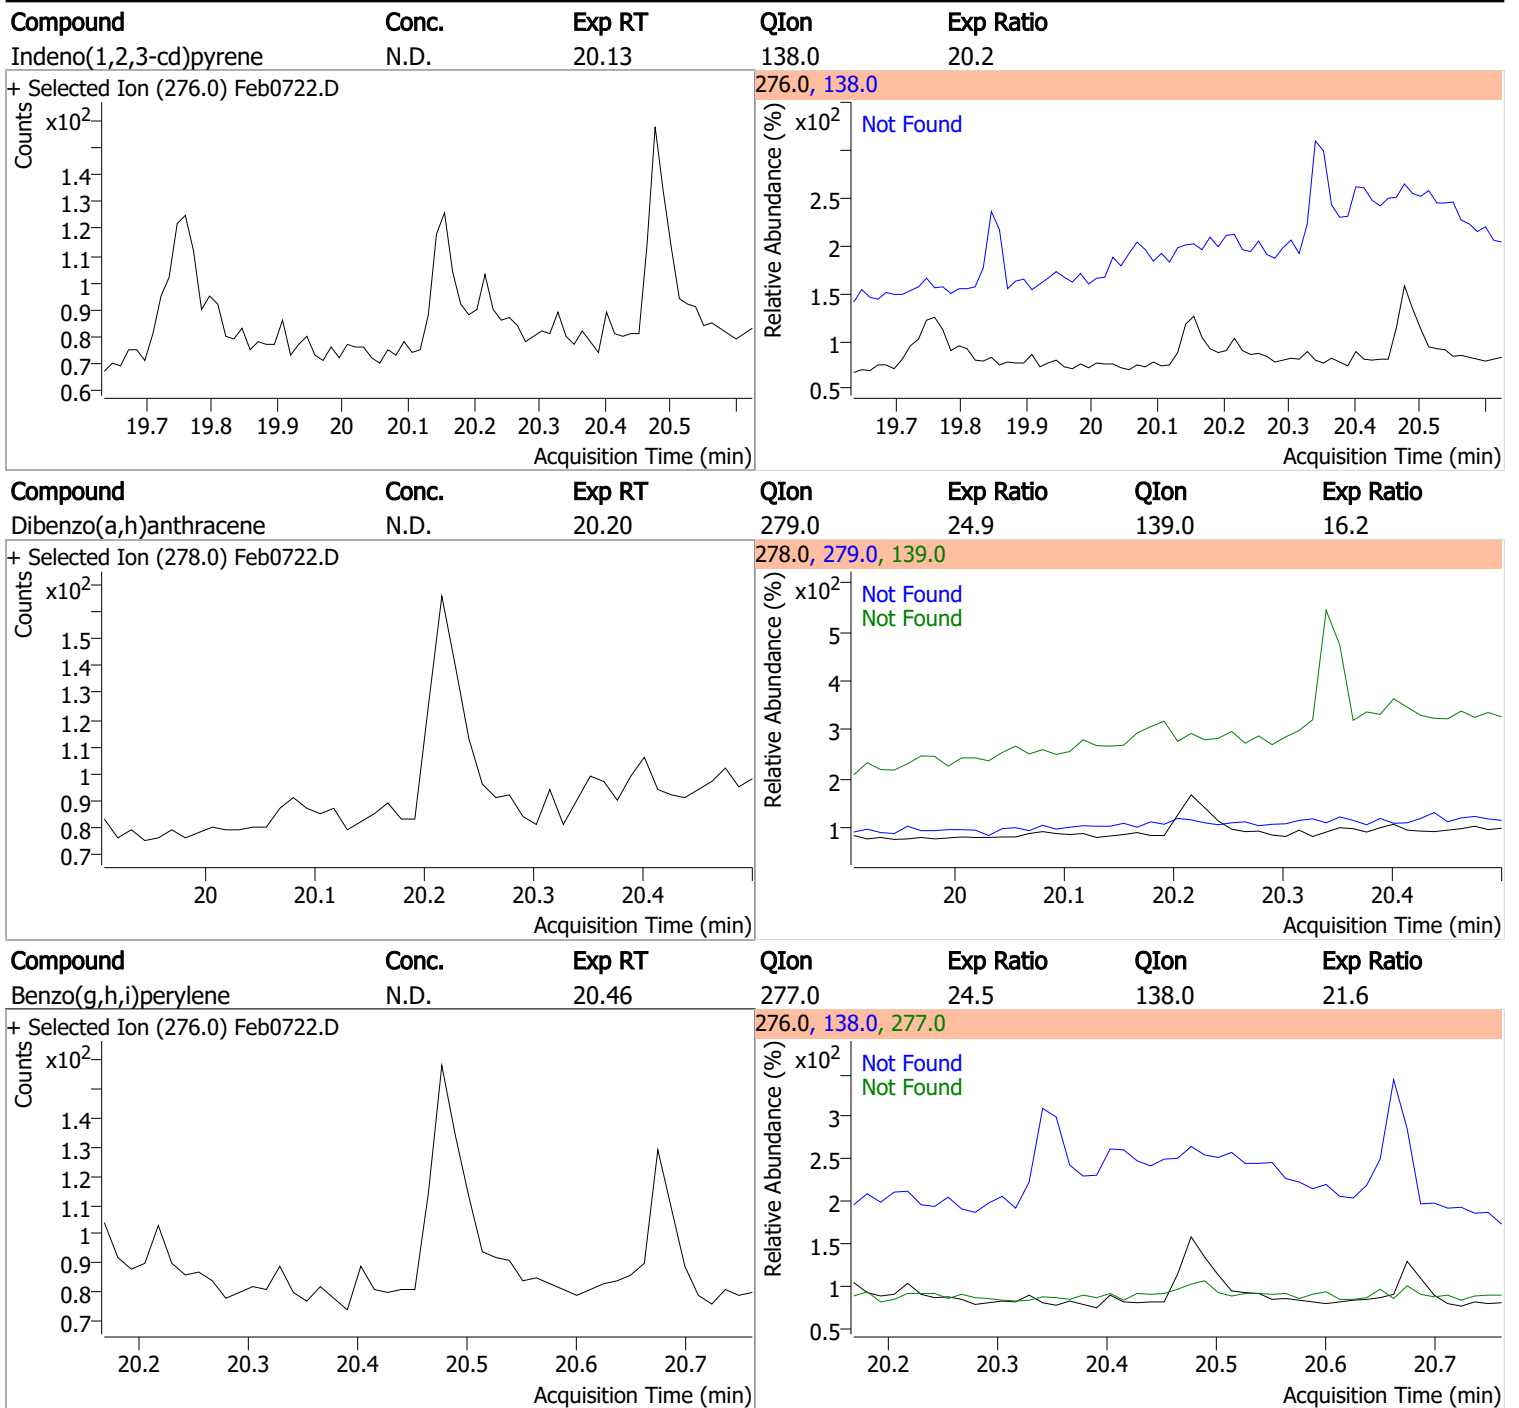 Compound Conc. Exp RT QIon Exp Ratio
Indeno(1,2,3-cd)pyrene N.D. 20.13 138.0 20.2
+ Selected Ion (276.0) Feb0722.D
Counts
x102
1.4
1.3
1.2
1.1
1
0.9
0.8
0.7
0.6
19.7 19.8 19.9 20 20.1 20.2 20.3 20.4 20.5
Acquisition Time (min)
276.0, 138.0
Relative Abundance (%)
x102
Not Found
2.5
2
1.5
1
0.5
19.7 19.8 19.9 20 20.1 20.2 20.3 20.4 20.5
Acquisition Time (min)
Compound Conc. Exp RT QIon Exp Ratio QIon Exp Ratio
Dibenzo(a,h)anthracene N.D. 20.20 279.0 24.9 139.0 16.2
+ Selected Ion (278.0) Feb0722.D
Counts
x102
1.5
1.4
1.3
1.2
1.1
1
0.9
0.8
0.7
20 20.1 20.2 20.3 20.4
Acquisition Time (min)
278.0, 279.0, 139.0
Relative Abundance (%)
x102
Not Found
Not Found
5
4
3
2
1
20 20.1 20.2 20.3 20.4
Acquisition Time (min)
Compound Conc. Exp RT QIon Exp Ratio QIon Exp Ratio
Benzo(g,h,i)perylene N.D. 20.46 277.0 24.5 138.0 21.6
+ Selected Ion (276.0) Feb0722.D
Counts
x102
1.4
1.3
1.2
1.1
1
0.9
0.8
0.7
20.2 20.3 20.4 20.5 20.6 20.7
Acquisition Time (min)
276.0, 138.0, 277.0
Relative Abundance (%)
x102
Not Found
Not Found
3
2.5
2
1.5
1
0.5
20.2 20.3 20.4 20.5 20.6 20.7
Acquisition Time (min)